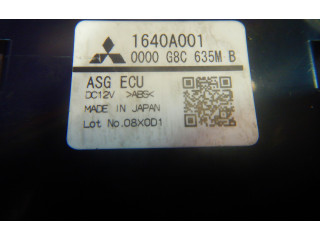 1640A001
0000 G8C 635M B
ASG ECU
DC12V >ABS<
MADE IN JAPAN
Lot No.08X0D1